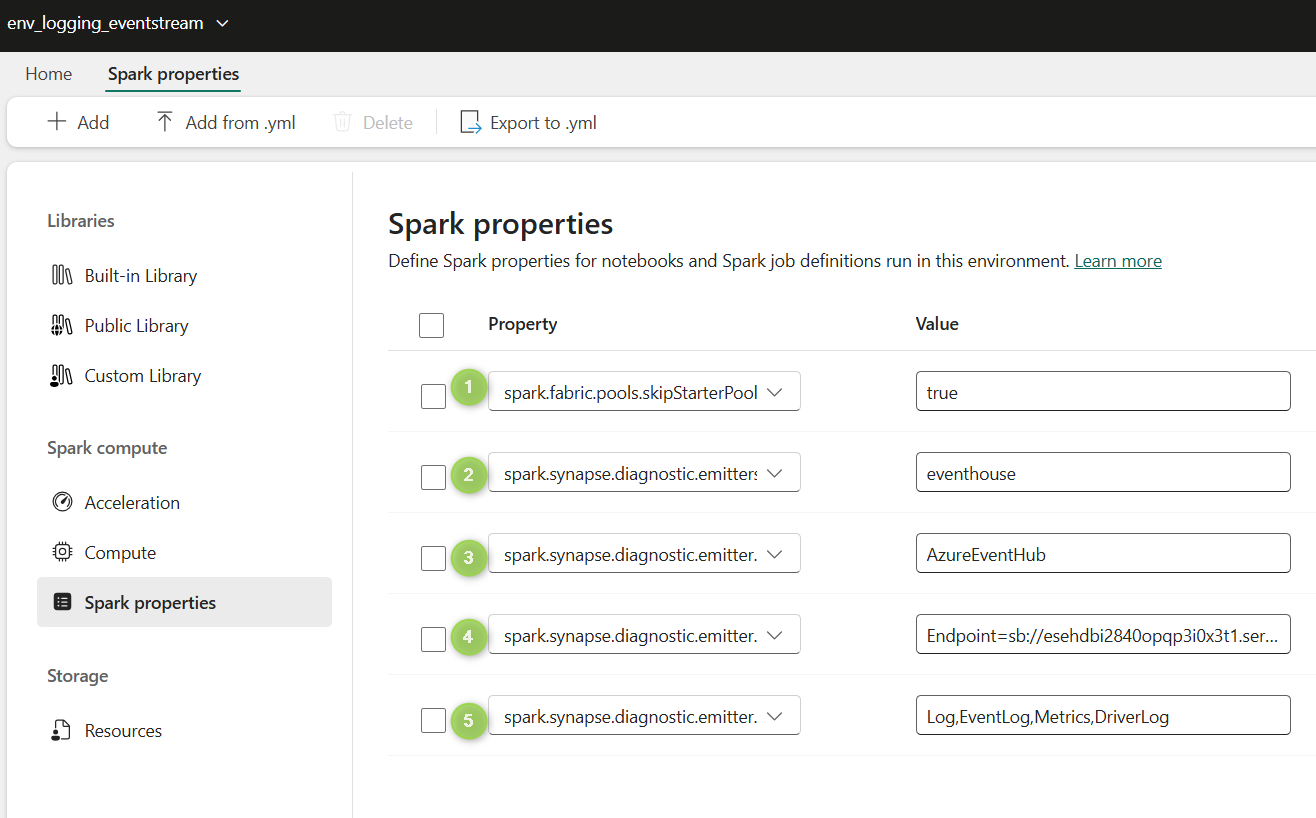 env_logging_eventstream
Home Spark properties
Add Add from .yml Delete Export to .yml
Libraries
Built-in Library
Public Library
Custom Library
Spark compute
Acceleration
Compute
Spark properties
Storage
Resources
Spark properties
Define Spark properties for notebooks and Spark job definitions run in this environment. Learn more
Property Value
1 spark.fabric.pools.skipStarterPool true
2 spark.synapse.diagnostic.emitters eventhouse
3 spark.synapse.diagnostic.emitter. AzureEventHub
4 spark.synapse.diagnostic.emitter. Endpoint=sb://esehdbi2840opqp3i0x3t1.ser...
5 spark.synapse.diagnostic.emitter. Log,EventLog,Metrics,DriverLog